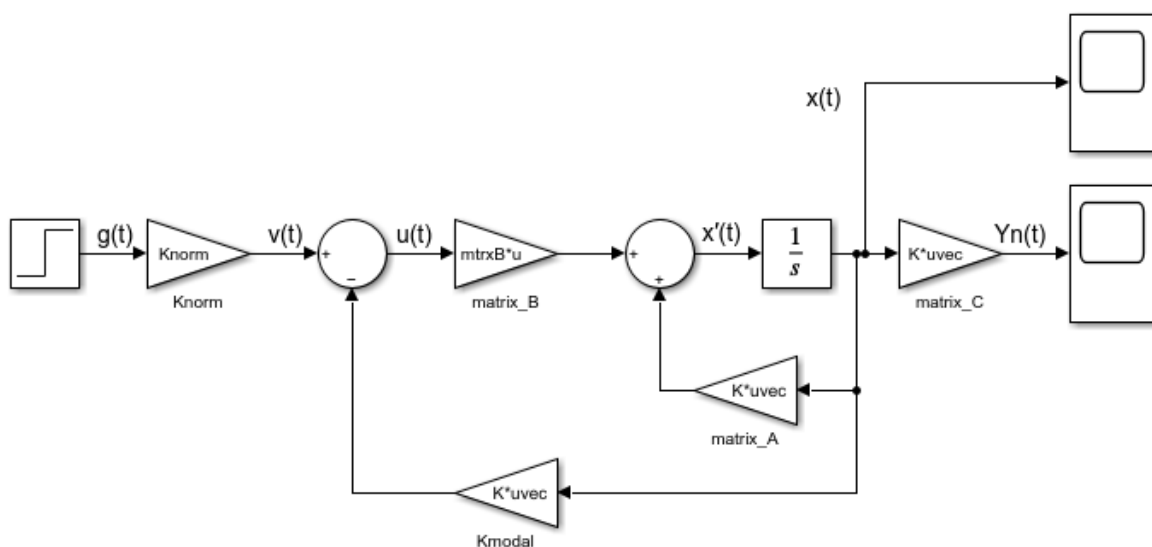 x(t)
g(t)
Knorm
v(t)
+
−
u(t)
mtrxB*u
+
+
x′(t)
1
s
K*uvec
Yn(t)
Knorm
matrix_B
matrix_C
K*uvec
matrix_A
K*uvec
Kmodal